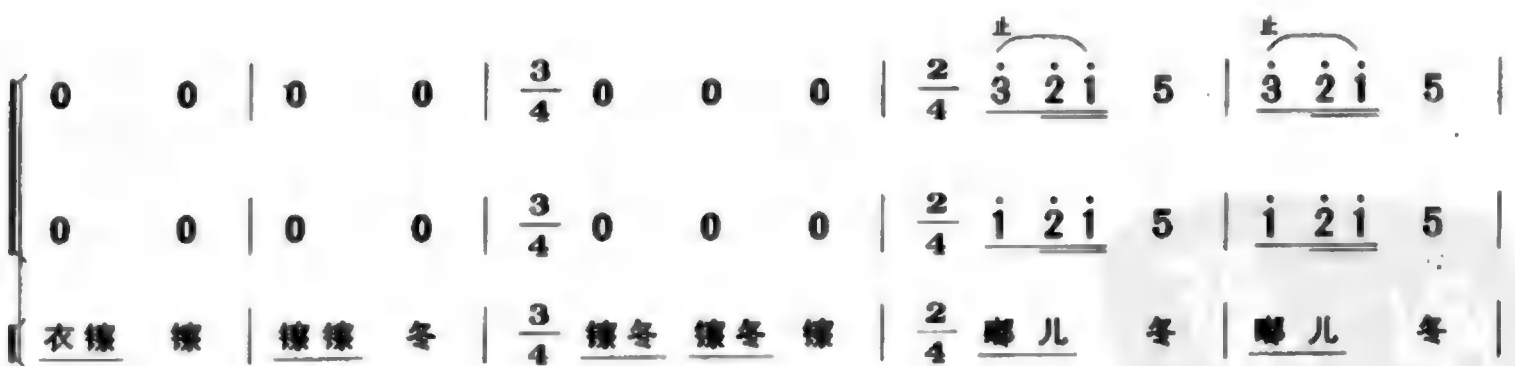 止 止
0 0 | 0 0 | 3/4 0 0 0 | 2/4 3̇ 2̇ 1̇ 5 | 3̇ 2̇ 1̇ 5 |
0 0 | 0 0 | 3/4 0 0 0 | 2/4 1̇ 2̇ 1̇ 5 | 1̇ 2̇ 1̇ 5 |
衣镲 镲 | 镲镲 冬 | 3/4 镲冬 镲冬 镲 | 2/4 嘟儿 冬 | 嘟儿 冬